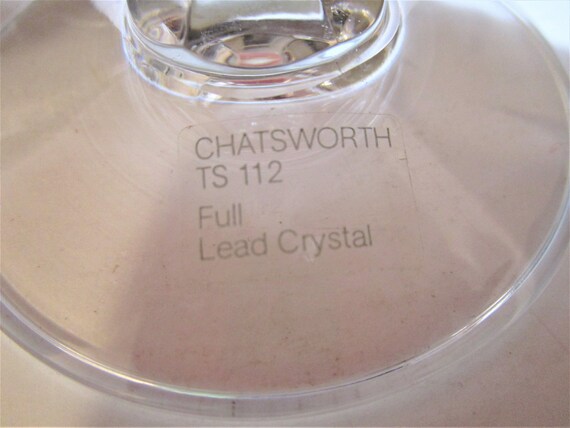 CHATSWORTH
TS 112
Full
Lead Crystal